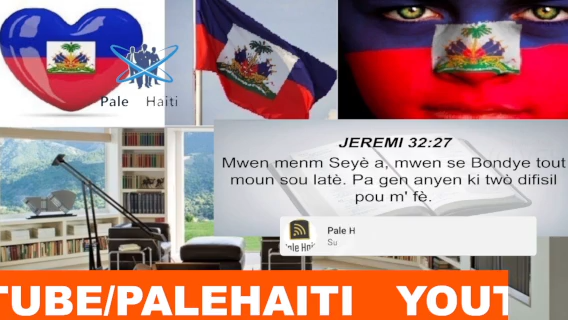 Pale Haiti
JEREMI 32:27
Mwen menm Seyè a, mwen se Bondye tout
moun sou latè. Pa gen anyen ki twò difisil
pou m' fè.
Pale H
Su
TUBE/PALEHAITI YOUT